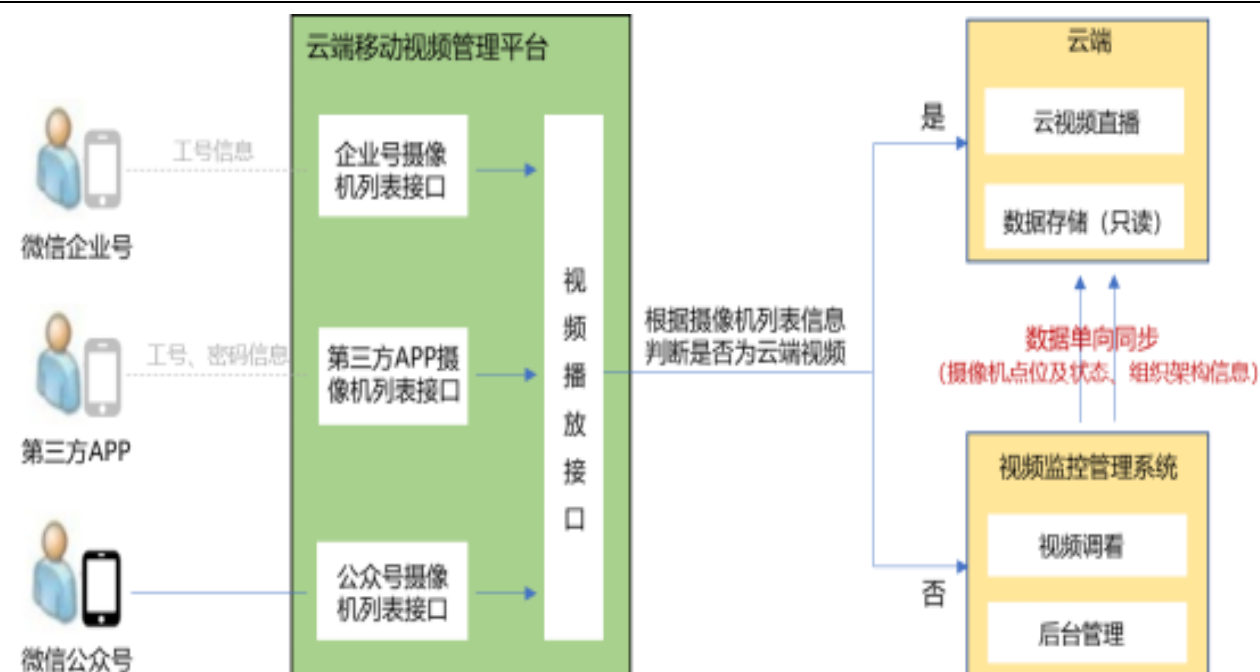 云端移动视频管理平台
工号信息
企业号摄像
机列表接口
微信企业号
工号、密码信息
第三方APP摄
像机列表接口
第三方APP
公众号摄像
机列表接口
微信公众号
视
频
播
放
接
口
根据摄像机列表信息
判断是否为云端视频
是
否
云端
云视频直播
数据存储（只读）
数据单向同步
（摄像机点位及状态、组织架构信息）
视频监控管理系统
视频调看
后台管理